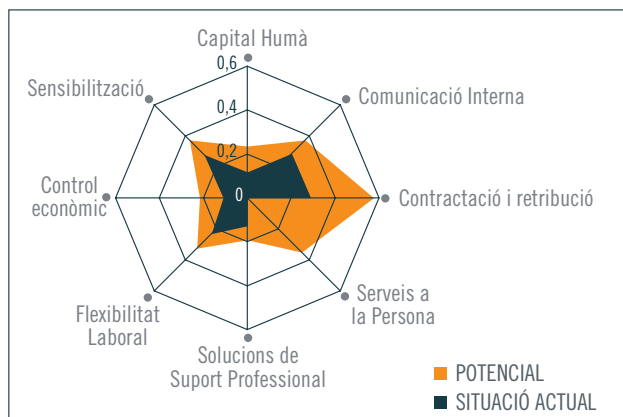 Capital Humà
0,6
Sensibilització
Comunicació Interna
0,4
0,2
Control
econòmic
0
Contractació i retribució
Flexibilitat
Laboral
Serveis a
la Persona
Solucions de
Suport Professional
POTENCIAL
SITUACIÓ ACTUAL